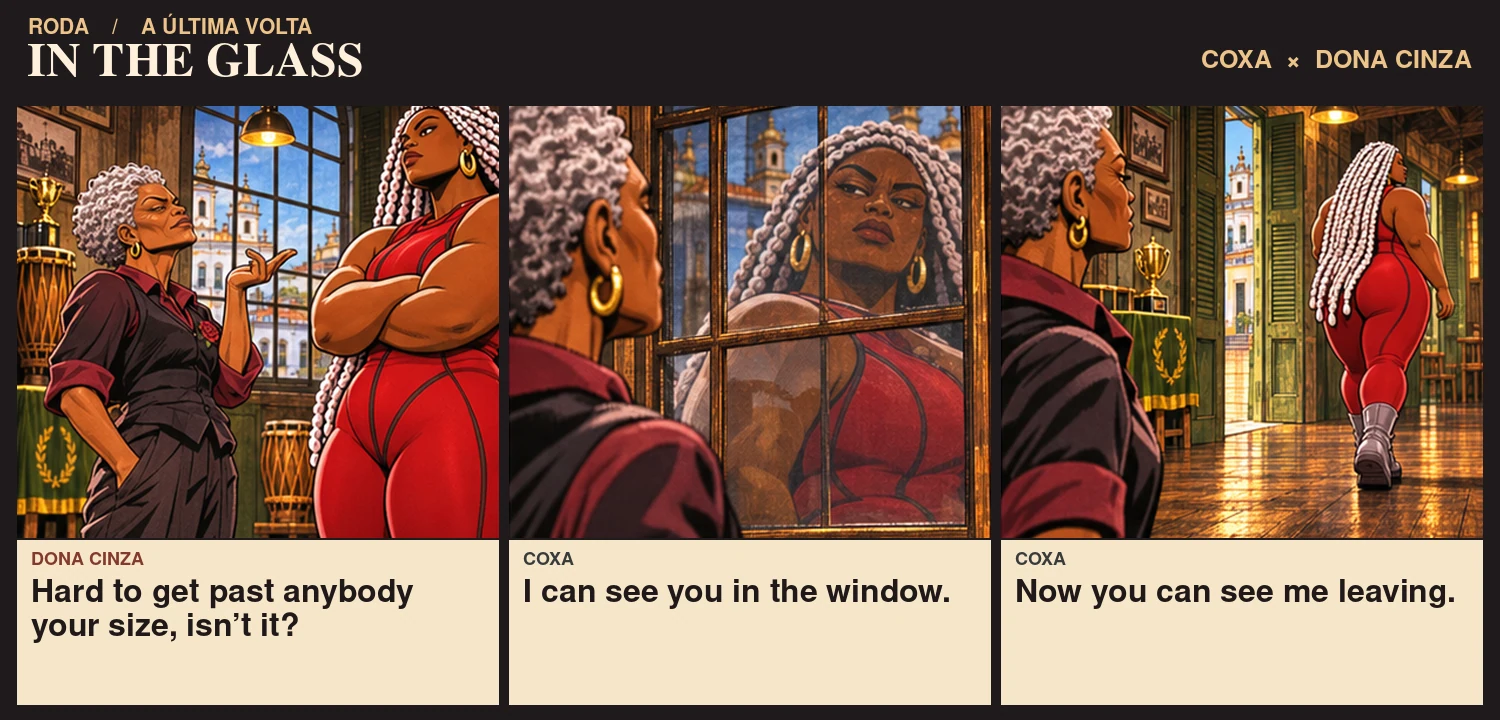 RODA / A ÚLTIMA VOLTA
IN THE GLASS
COXA × DONA CINZA
DONA CINZA
Hard to get past anybody
your size, isn’t it?
COXA
I can see you in the window.
COXA
Now you can see me leaving.